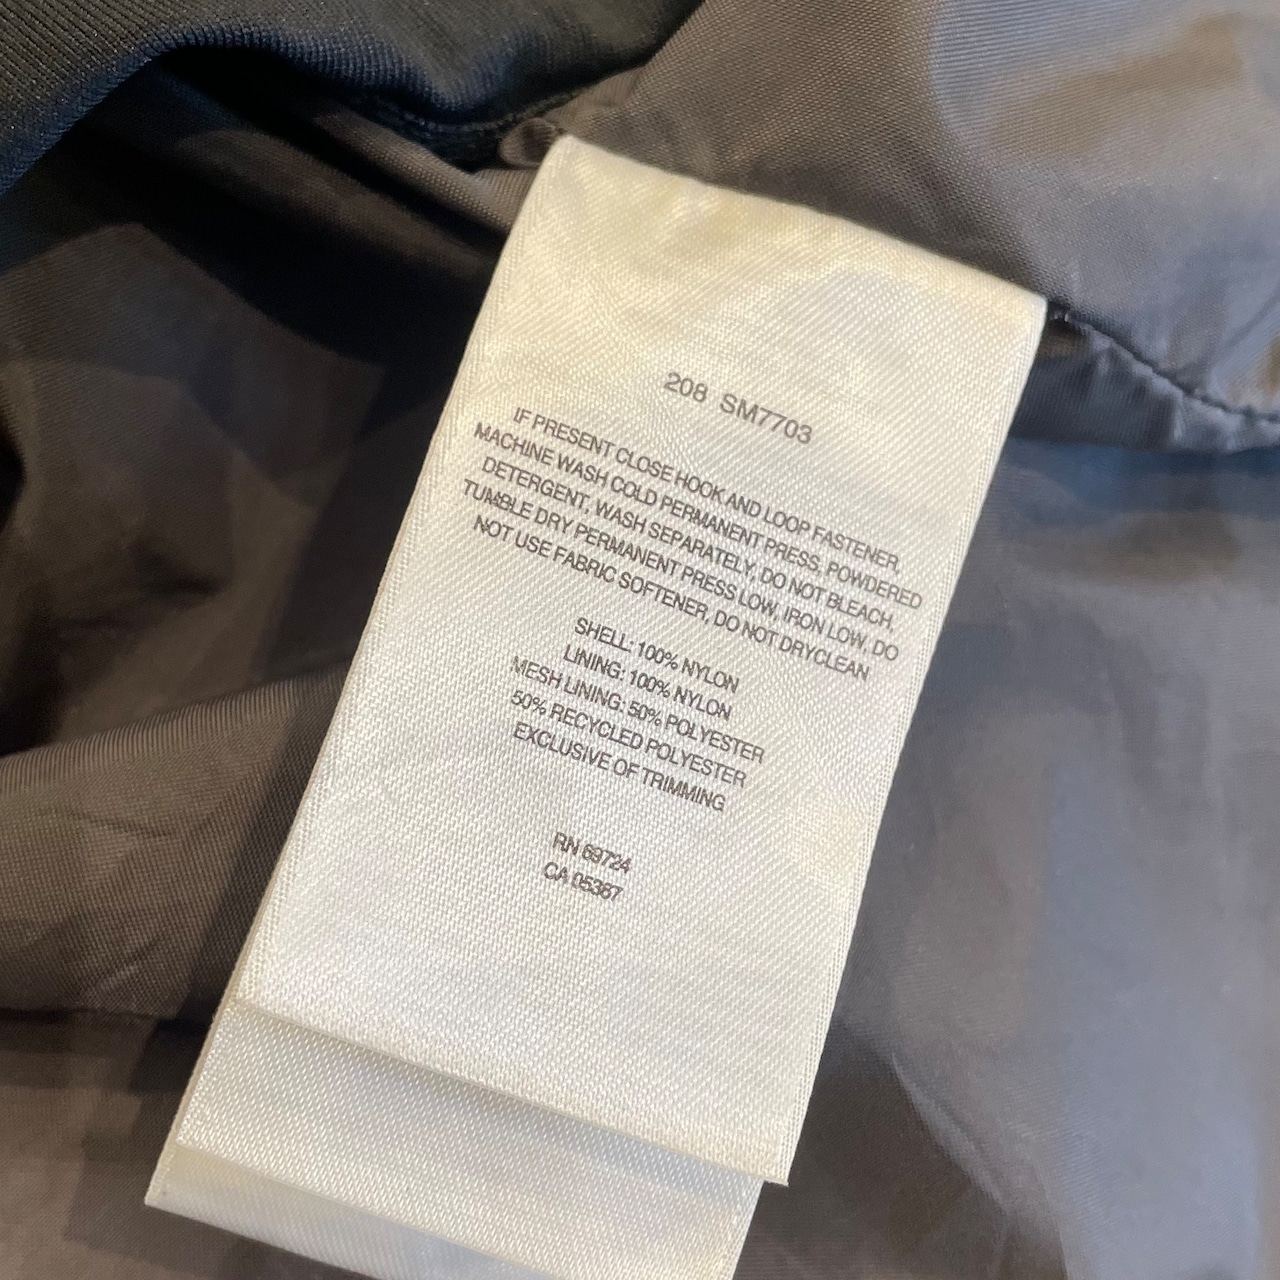 208 SM7703
IF PRESENT CLOSE HOOK AND LOOP FASTENER,
MACHINE WASH COLD PERMANENT PRESS, POWDERED
DETERGENT, WASH SEPARATELY, DO NOT BLEACH,
TUMBLE DRY PERMANENT PRESS LOW, IRON LOW, DO
NOT USE FABRIC SOFTENER, DO NOT DRYCLEAN
SHELL: 100% NYLON
LINING: 100% NYLON
MESH LINING: 50% POLYESTER
50% RECYCLED POLYESTER
EXCLUSIVE OF TRIMMING
RN 69724
CA 05367